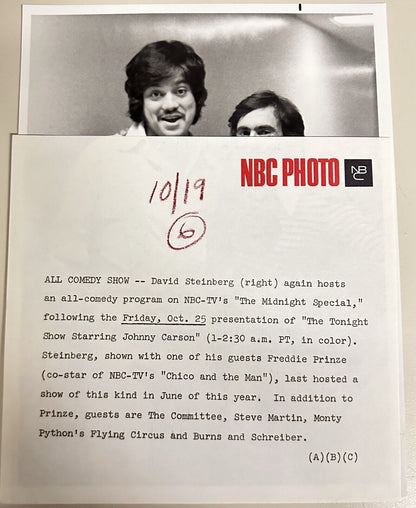 NBC PHOTO NBC
10/19
6
ALL COMEDY SHOW -- David Steinberg (right) again hosts
an all-comedy program on NBC-TV's "The Midnight Special,"
following the Friday, Oct. 25 presentation of "The Tonight
Show Starring Johnny Carson" (1-2:30 a.m. PT, in color).
Steinberg, shown with one of his guests Freddie Prinze
(co-star of NBC-TV's "Chico and the Man"), last hosted a
show of this kind in June of this year.  In addition to
Prinze, guests are The Committee, Steve Martin, Monty
Python's Flying Circus and Burns and Schreiber.
(A)(B)(C)